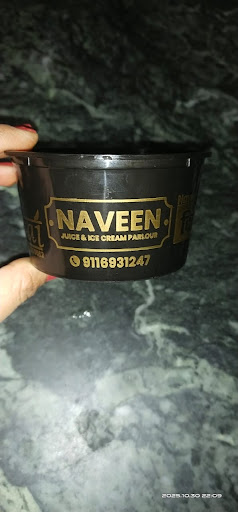 NAVEEN
JUICE & ICE CREAM PARLOUR
9116931247
2025.10.30 22:09